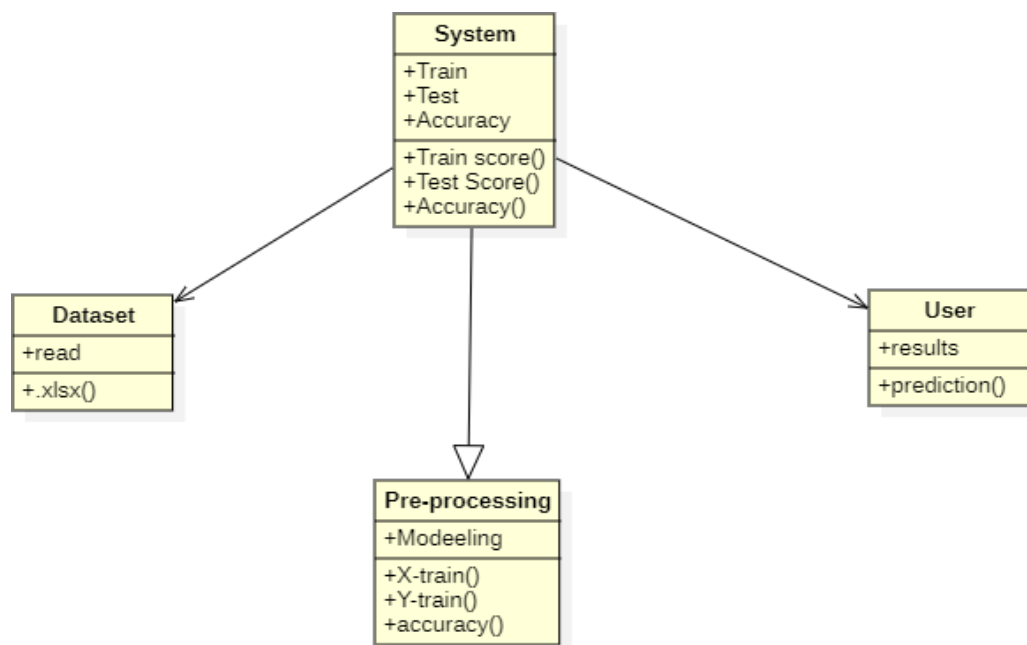 System
+Train
+Test
+Accuracy
+Train score()
+Test Score()
+Accuracy()
Dataset
+read
+.xlsx()
User
+results
+prediction()
Pre-processing
+Modeeling
+X-train()
+Y-train()
+accuracy()